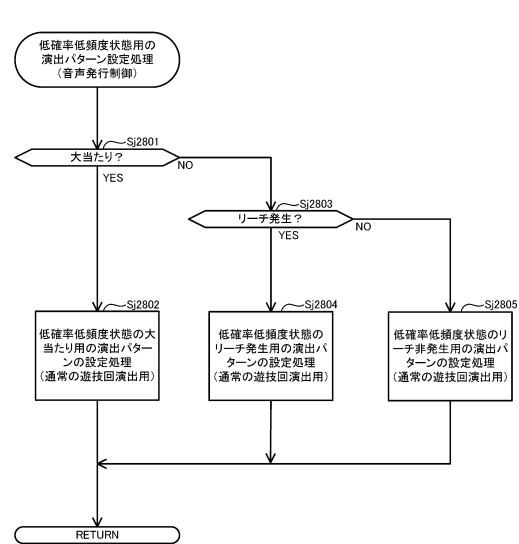 低確率低頻度状態用の
演出パターン設定処理
（音声発行制御）
Sj2801
大当たり？
NO
YES
Sj2803
リーチ発生？
NO
YES
Sj2802
低確率低頻度状態の大
当たり用の演出パター
ンの設定処理
（通常の遊技回演出用）
Sj2804
低確率低頻度状態の
リーチ発生用の演出パ
ターンの設定処理
（通常の遊技回演出用）
Sj2805
低確率低頻度状態のリ
ーチ非発生用の演出パ
ターンの設定処理
（通常の遊技回演出用）
RETURN